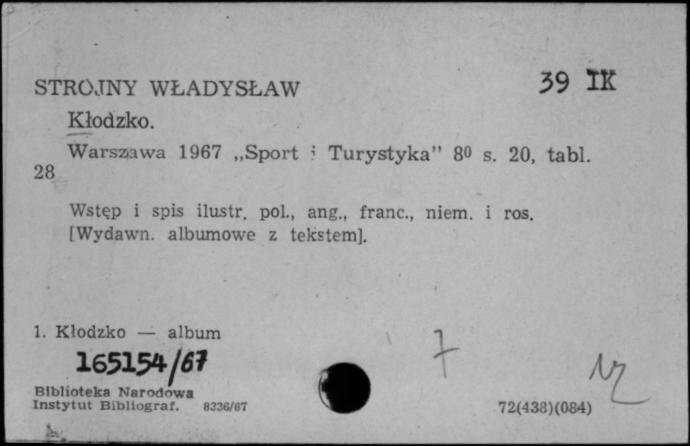 STROJNY WŁADYSŁAW 39 IK
Kłodzko.
Warszawa 1967 „Sport i Turystyka” 8⁰ s. 20, tabl.
28
Wstęp i spis ilustr. pol., ang., franc., niem. i ros.
[Wydawn. albumowe z tekstem].
1. Kłodzko — album
7
165154/67
Biblioteka Narodowa
Instytut Bibliograf. 8336/67
72(438)(084)